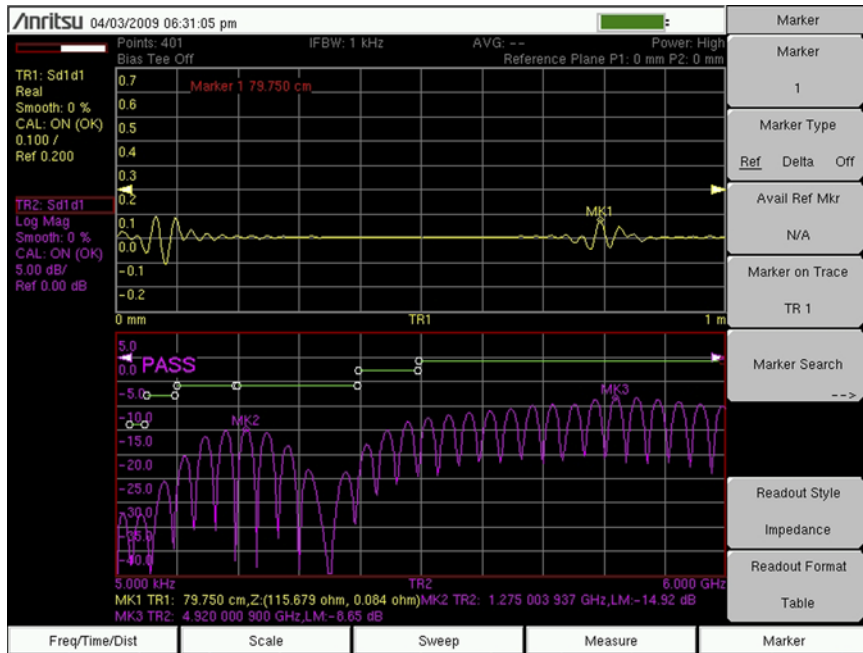 Anritsu 04/03/2009 06:31:05 pm
Marker
Points: 401 IFBW: 1 kHz AVG: -- Power: High
Bias Tee Off Reference Plane P1: 0 mm P2: 0 mm
TR1: Sd1d1
Real
Smooth: 0 %
CAL: ON (OK)
0.100 /
Ref 0.200
TR2: Sd1d1
Log Mag
Smooth: 0 %
CAL: ON (OK)
5.00 dB/
Ref 0.00 dB
0.7
Marker 1 79.750 cm
0.6
0.5
0.4
0.3
0.2
MK1
0.1
0.0
-0.1
-0.2
0 mm TR1 1 m
5.0
0.0 PASS
-5.0
MK3
-10.0
MK2
-15.0
-20.0
-25.0
-30.0
-35.0
-40.0
5.000 kHz TR2 6.000 GHz
MK1 TR1: 79.750 cm,Z:(115.679 ohm, 0.084 ohm)MK2 TR2: 1.275 003 937 GHz,LM:-14.92 dB
MK3 TR2: 4.920 000 900 GHz,LM:-8.65 dB
Marker
1
Marker Type
Ref Delta Off
Avail Ref Mkr
N/A
Marker on Trace
TR 1
Marker Search
-->
Readout Style
Impedance
Readout Format
Table
Freq/Time/Dist Scale Sweep Measure Marker